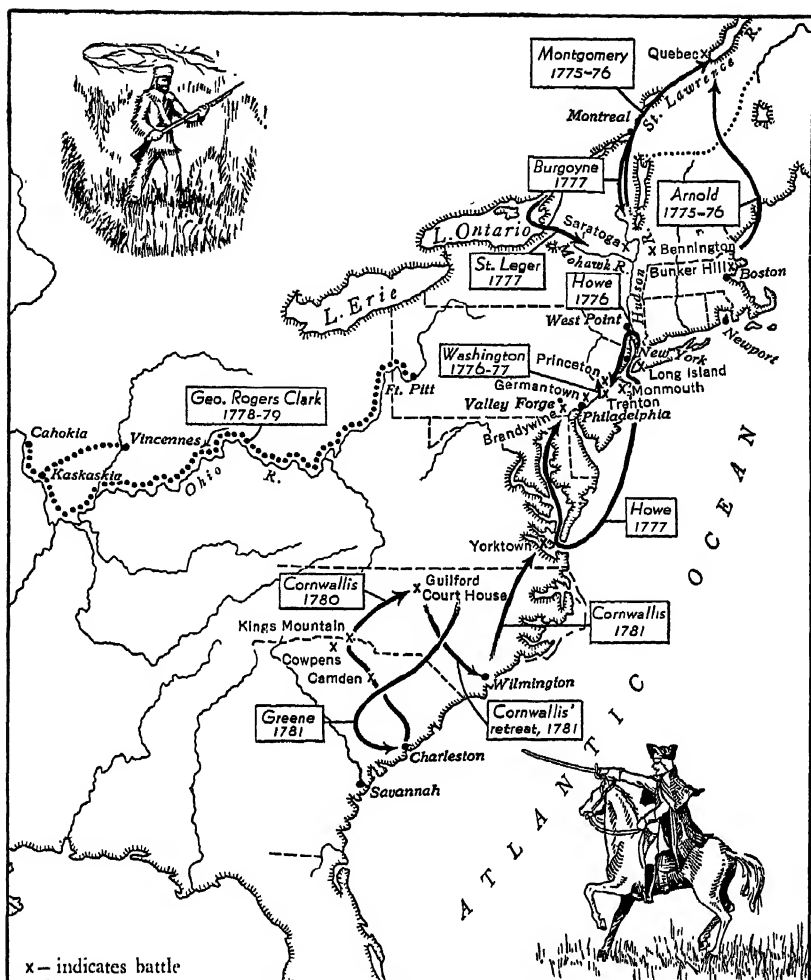 Montgomery
1775-76
Quebec
St. Lawrence R.
Montreal
Burgoyne
1777
Arnold
1775-76
L. Ontario
Saratoga
Mohawk R.
Hudson R.
Bennington
Bunker Hill
Boston
St. Leger
1777
Howe
1776
L. Erie
West Point
Newport
New York
Long Island
Washington
1776-77
Princeton
Monmouth
Germantown
Trenton
Valley Forge
Philadelphia
Brandywine
Ft. Pitt
Geo. Rogers Clark
1778-79
Cahokia
Vincennes
Kaskaskia
Ohio R.
Howe
1777
Yorktown
Cornwallis
1780
Guilford
Court House
Cornwallis
1781
Kings Mountain
Cowpens
Camden
Wilmington
Greene
1781
Cornwallis'
retreat, 1781
Charleston
Savannah
ATLANTIC OCEAN
x – indicates battle